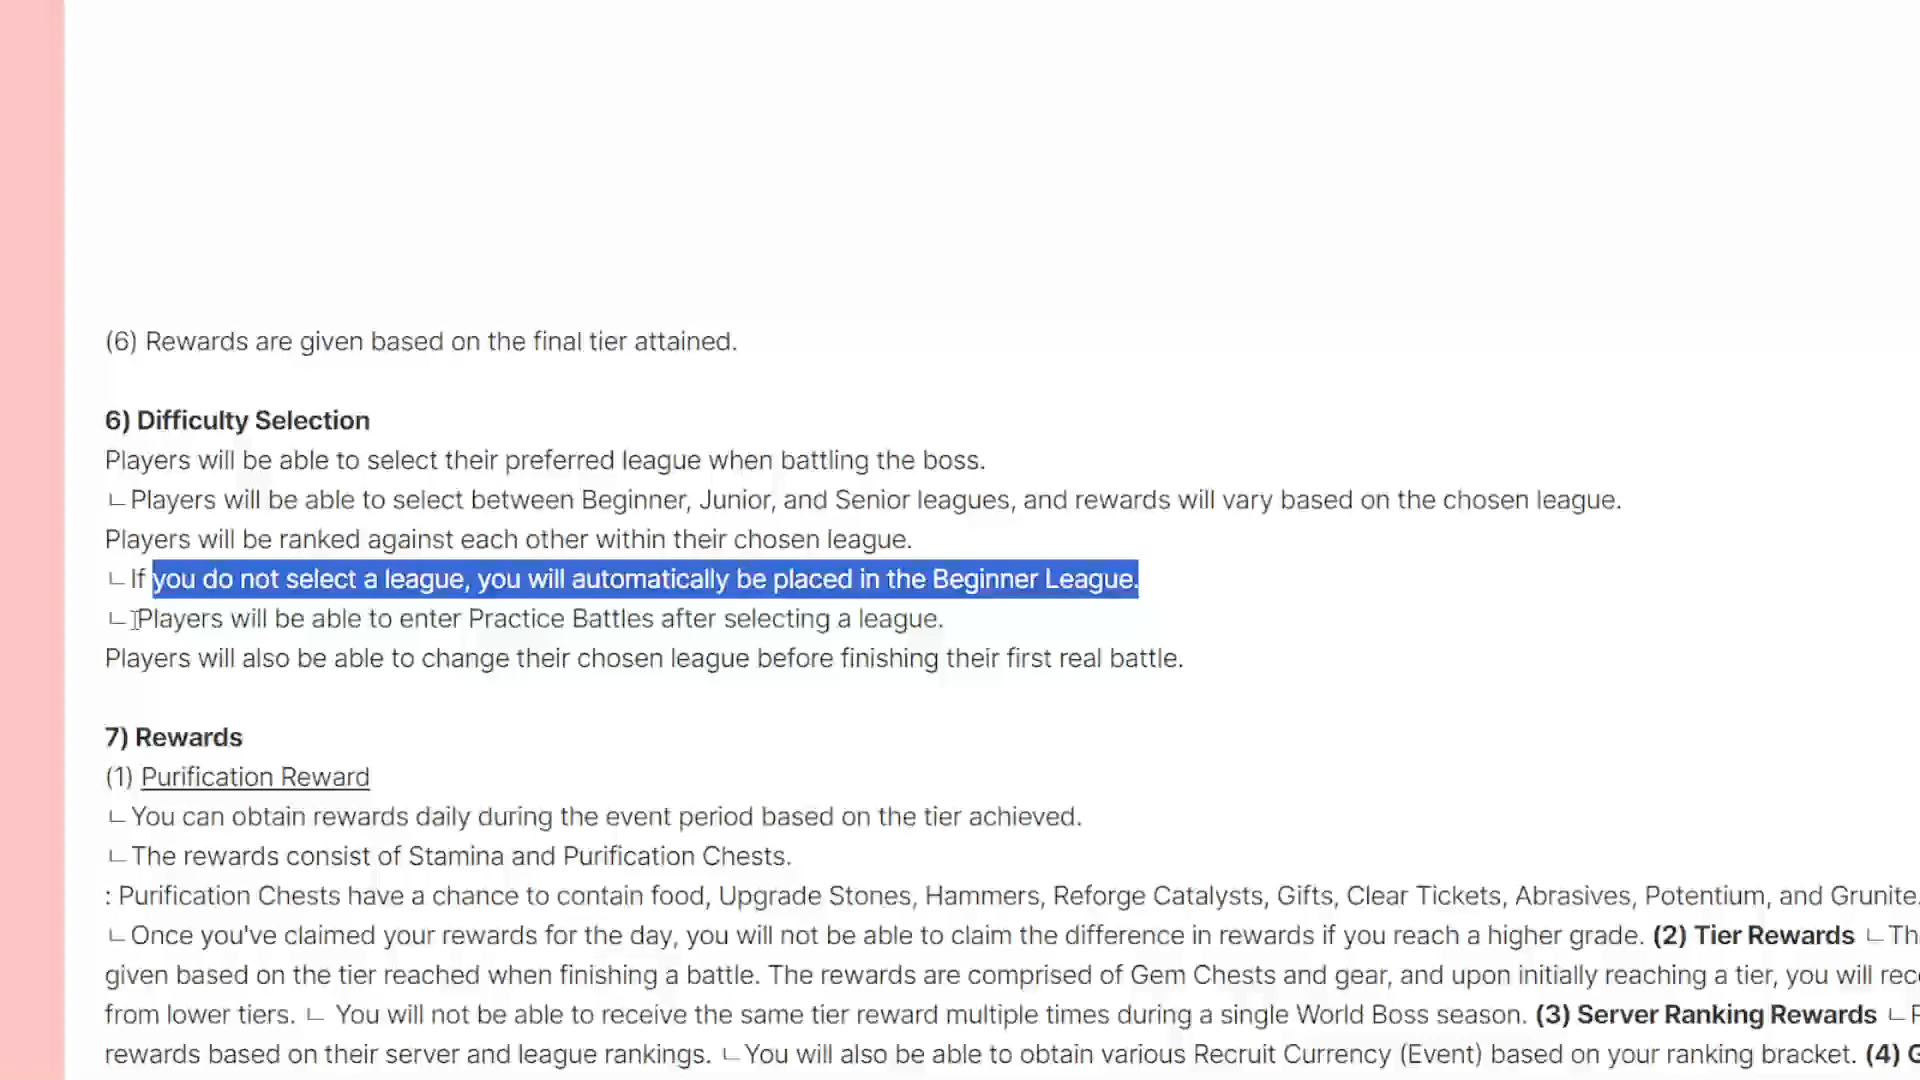 (6) Rewards are given based on the final tier attained.
6) Difficulty Selection
Players will be able to select their preferred league when battling the boss.
ㄴPlayers will be able to select between Beginner, Junior, and Senior leagues, and rewards will vary based on the chosen league.
Players will be ranked against each other within their chosen league.
ㄴIf you do not select a league, you will automatically be placed in the Beginner League.
ㄴPlayers will be able to enter Practice Battles after selecting a league.
Players will also be able to change their chosen league before finishing their first real battle.
7) Rewards
(1) Purification Reward
ㄴYou can obtain rewards daily during the event period based on the tier achieved.
ㄴThe rewards consist of Stamina and Purification Chests.
: Purification Chests have a chance to contain food, Upgrade Stones, Hammers, Reforge Catalysts, Gifts, Clear Tickets, Abrasives, Potentium, and Grunite.
ㄴOnce you've claimed your rewards for the day, you will not be able to claim the difference in rewards if you reach a higher grade. (2) Tier Rewards ㄴTh
given based on the tier reached when finishing a battle. The rewards are comprised of Gem Chests and gear, and upon initially reaching a tier, you will rec
from lower tiers. ㄴ You will not be able to receive the same tier reward multiple times during a single World Boss season. (3) Server Ranking Rewards ㄴ
rewards based on their server and league rankings. ㄴYou will also be able to obtain various Recruit Currency (Event) based on your ranking bracket. (4) G